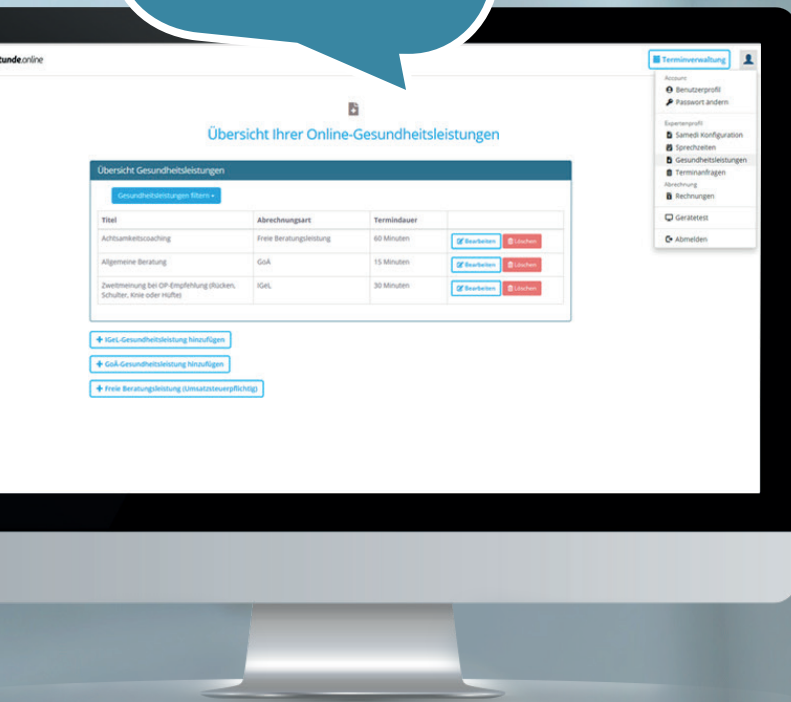 tunde.online
Terminverwaltung
Account
Benutzerprofil
Passwort ändern
Expertenprofil
Samedi Konfiguration
Sprechzeiten
Gesundheitsleistungen
Terminanfragen
Abrechnung
Rechnungen
Gerätetest
Abmelden
Übersicht Ihrer Online-Gesundheitsleistungen
Übersicht Gesundheitsleistungen
Gesundheitsleistungen filtern
Titel Abrechnungsart Termindauer
Achtsamkeitscoaching Freie Beratungsleistung 60 Minuten Bearbeiten Löschen
Allgemeine Beratung GoÄ 15 Minuten Bearbeiten Löschen
Zweitmeinung bei OP-Empfehlung (Rücken, IGeL 30 Minuten Bearbeiten Löschen
Schulter, Knie oder Hüfte)
+ IGeL-Gesundheitsleistung hinzufügen
+ GoÄ-Gesundheitsleistung hinzufügen
+ Freie Beratungsleistung (Umsatzsteuerpflichtig)